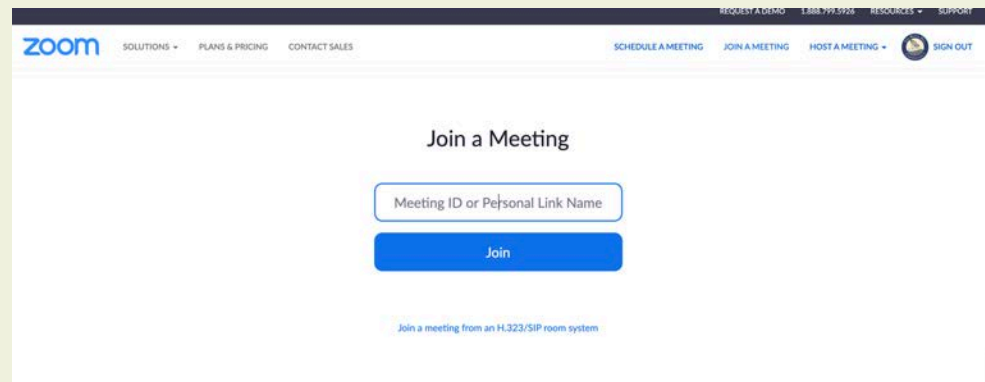 REQUEST A DEMO 1.888.799.5926 RESOURCES SUPPORT
zoom SOLUTIONS PLANS & PRICING CONTACT SALES SCHEDULE A MEETING JOIN A MEETING HOST A MEETING SIGN OUT
Join a Meeting
Meeting ID or Personal Link Name
Join
Join a meeting from an H.323/SIP room system